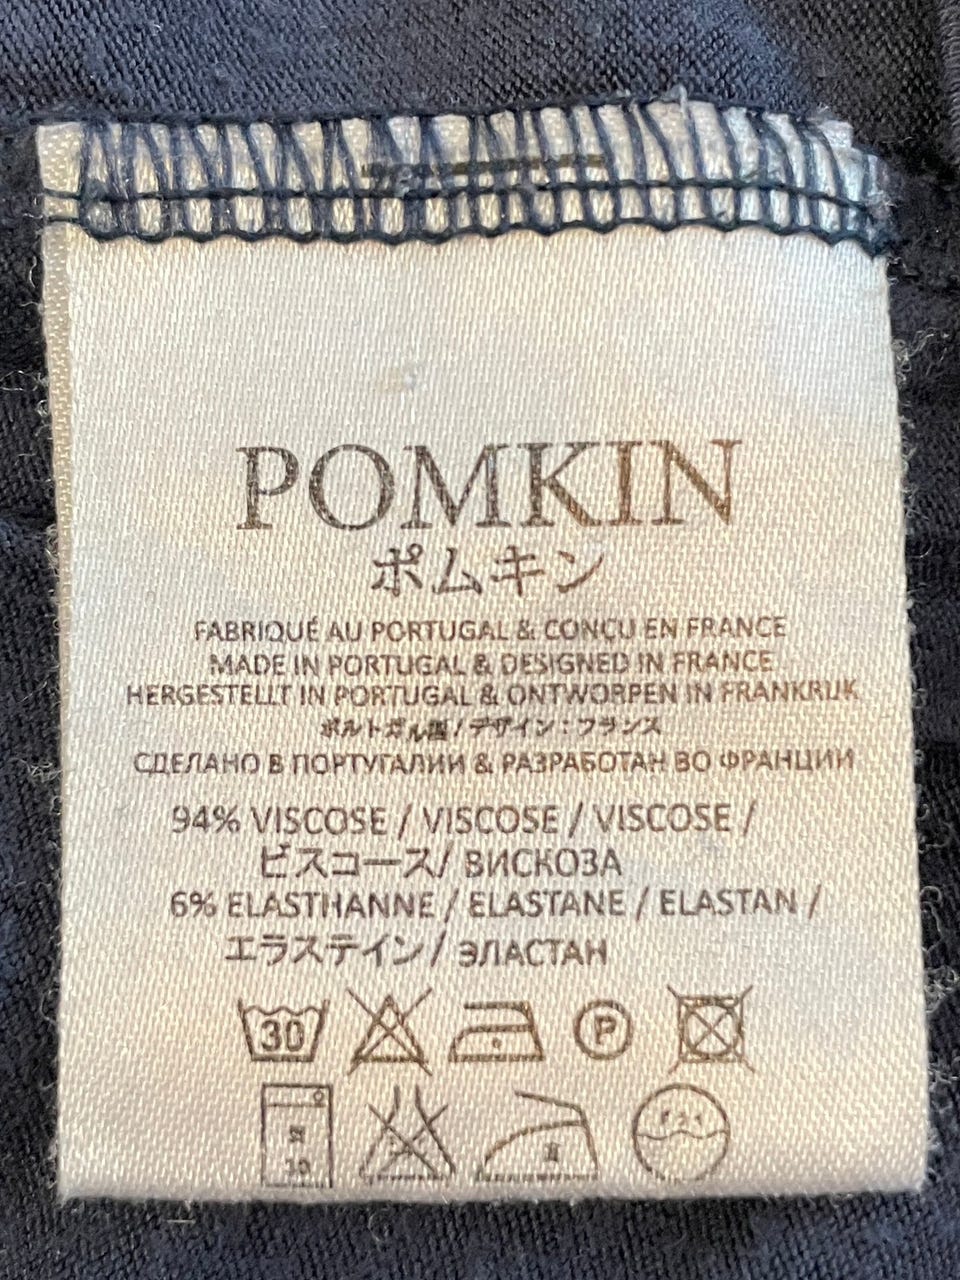 POMKIN
ポムキン
FABRIQUÉ AU PORTUGAL & CONÇU EN FRANCE
MADE IN PORTUGAL & DESIGNED IN FRANCE
HERGESTELLT IN PORTUGAL & ONTWORPEN IN FRANKRIJK
ポルトガル製/デザイン:フランス
СДЕЛАНО В ПОРТУГАЛИИ & РАЗРАБОТАН ВО ФРАНЦИИ
94% VISCOSE / VISCOSE / VISCOSE /
ビスコース/ ВИСКОЗА
6% ELASTHANNE / ELASTANE / ELASTAN /
エラステイン/ ЭЛАСТАН
30 P